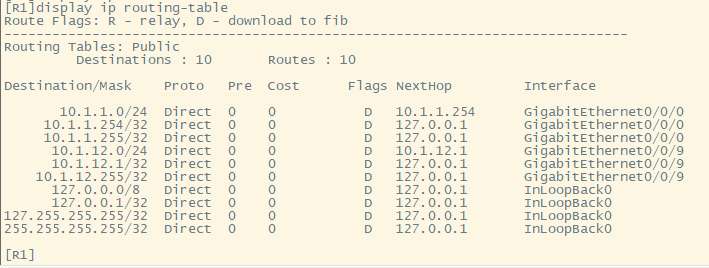 [R1]display ip routing-table
Route Flags: R - relay, D - download to fib
------------------------------------------------------------------------------
Routing Tables: Public
         Destinations : 10       Routes : 10

Destination/Mask    Proto  Pre  Cost      Flags NextHop         Interface

       10.1.1.0/24  Direct  0    0           D   10.1.1.254      GigabitEthernet0/0/0
     10.1.1.254/32  Direct  0    0           D   127.0.0.1       GigabitEthernet0/0/0
     10.1.1.255/32  Direct  0    0           D   127.0.0.1       GigabitEthernet0/0/0
      10.1.12.0/24  Direct  0    0           D   10.1.12.1       GigabitEthernet0/0/9
      10.1.12.1/32  Direct  0    0           D   127.0.0.1       GigabitEthernet0/0/9
    10.1.12.255/32  Direct  0    0           D   127.0.0.1       GigabitEthernet0/0/9
      127.0.0.0/8   Direct  0    0           D   127.0.0.1       InLoopBack0
      127.0.0.1/32  Direct  0    0           D   127.0.0.1       InLoopBack0
127.255.255.255/32  Direct  0    0           D   127.0.0.1       InLoopBack0
255.255.255.255/32  Direct  0    0           D   127.0.0.1       InLoopBack0

[R1]